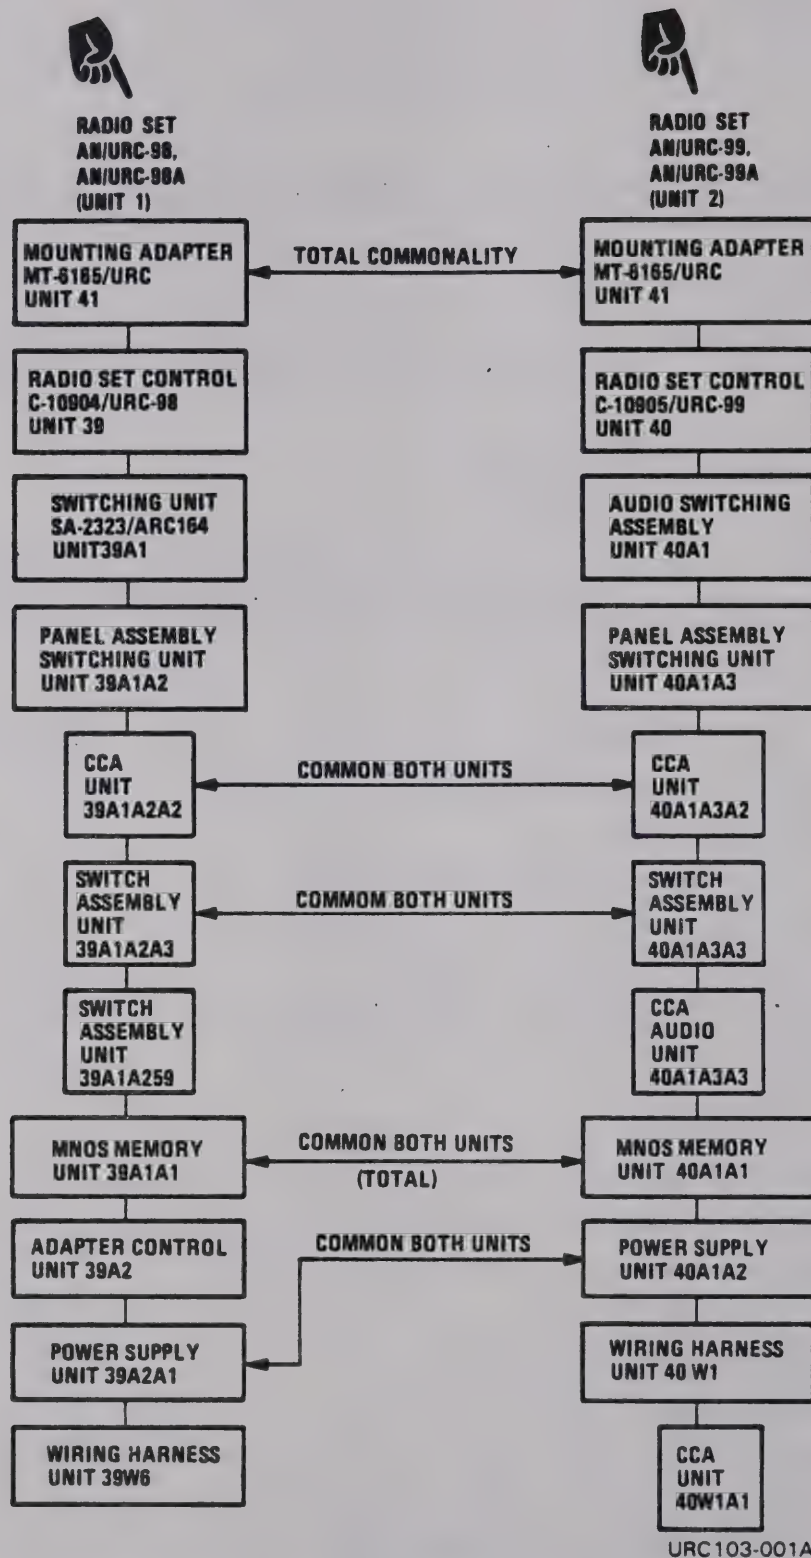 RADIO SET
AN/URC-98,
AN/URC-98A
(UNIT 1)
MOUNTING ADAPTER
MT-6165/URC
UNIT 41
RADIO SET CONTROL
C-10904/URC-98
UNIT 39
SWITCHING UNIT
SA-2323/ARC164
UNIT39A1
PANEL ASSEMBLY
SWITCHING UNIT
UNIT 39A1A2
CCA
UNIT
39A1A2A2
SWITCH
ASSEMBLY
UNIT
39A1A2A3
SWITCH
ASSEMBLY
UNIT
39A1A259
MNOS MEMORY
UNIT 39A1A1
ADAPTER CONTROL
UNIT 39A2
POWER SUPPLY
UNIT 39A2A1
WIRING HARNESS
UNIT 39W6
TOTAL COMMONALITY
COMMON BOTH UNITS
COMMOM BOTH UNITS
COMMON BOTH UNITS
(TOTAL)
COMMON BOTH UNITS
RADIO SET
AN/URC-99,
AN/URC-99A
(UNIT 2)
MOUNTING ADAPTER
MT-6165/URC
UNIT 41
RADIO SET CONTROL
C-10905/URC-99
UNIT 40
AUDIO SWITCHING
ASSEMBLY
UNIT 40A1
PANEL ASSEMBLY
SWITCHING UNIT
UNIT 40A1A3
CCA
UNIT
40A1A3A2
SWITCH
ASSEMBLY
UNIT
40A1A3A3
CCA
AUDIO
UNIT
40A1A3A3
MNOS MEMORY
UNIT 40A1A1
POWER SUPPLY
UNIT 40A1A2
WIRING HARNESS
UNIT 40 W1
CCA
UNIT
40W1A1
URC103-001A